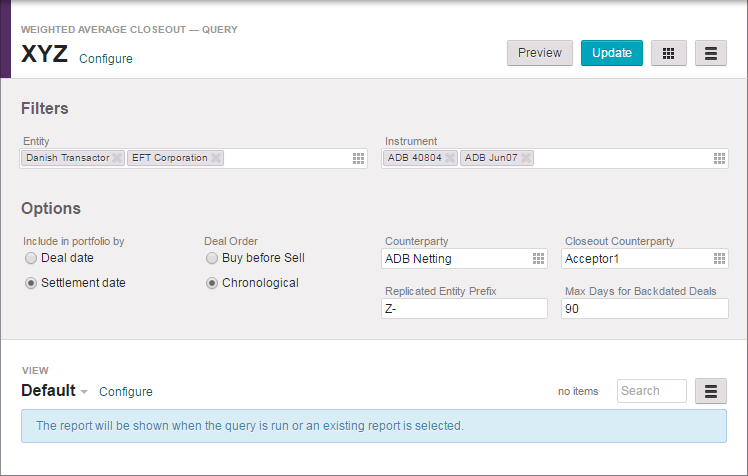 WEIGHTED AVERAGE CLOSEOUT — QUERY
XYZ Configure Preview Update
Filters
Entity Instrument
Danish Transactor EFT Corporation ADB 40804 ADB Jun07
Options
Include in portfolio by Deal Order Counterparty Closeout Counterparty
Deal date Buy before Sell ADB Netting Acceptor1
Settlement date Chronological
Replicated Entity Prefix Max Days for Backdated Deals
Z- 90
VIEW
Default Configure no items Search
The report will be shown when the query is run or an existing report is selected.